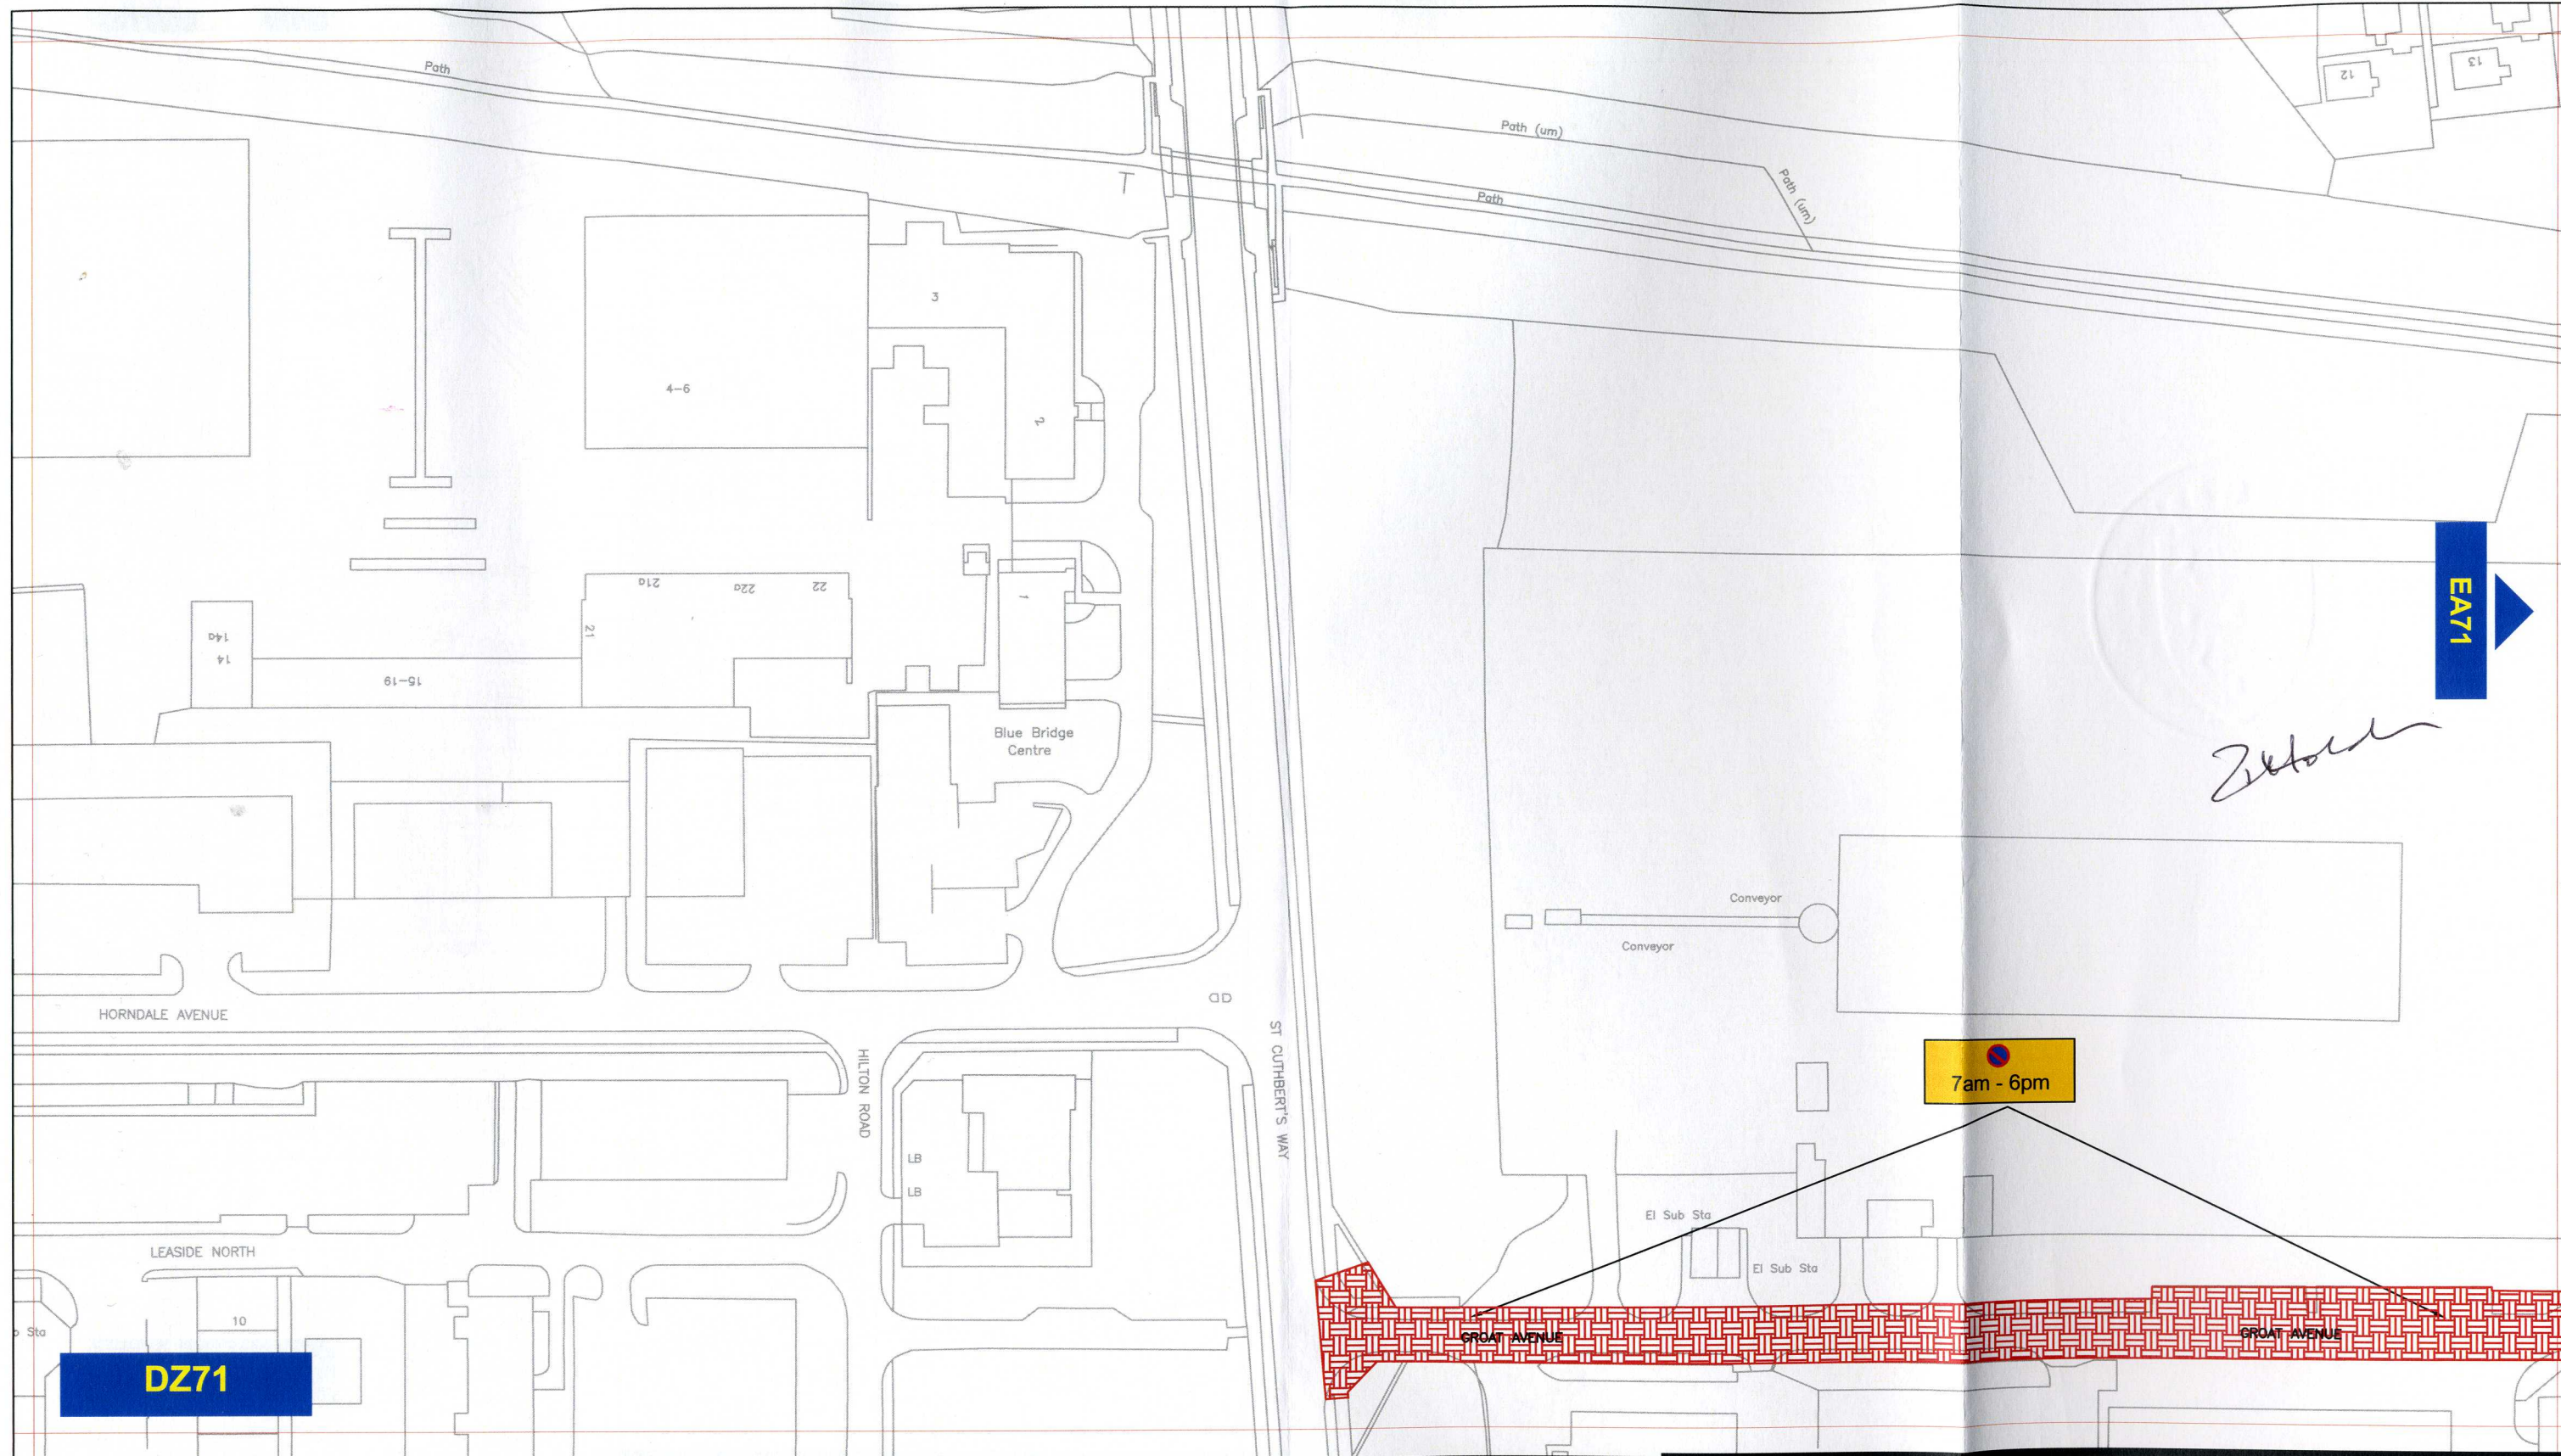 Path
Path (um)
Path
Path (um)
12
13
T
3
4-6
2
21a
22a
22
21
1
14a
14
15-19
Blue Bridge
Centre
EA71
Conveyor
Conveyor
HORNDALE AVENUE
HILTON ROAD
ST CUTHBERT'S WAY
7am - 6pm
LB
LB
El Sub Sta
El Sub Sta
LEASIDE NORTH
10
Sta
GROAT AVENUE
GROAT AVENUE
DZ71